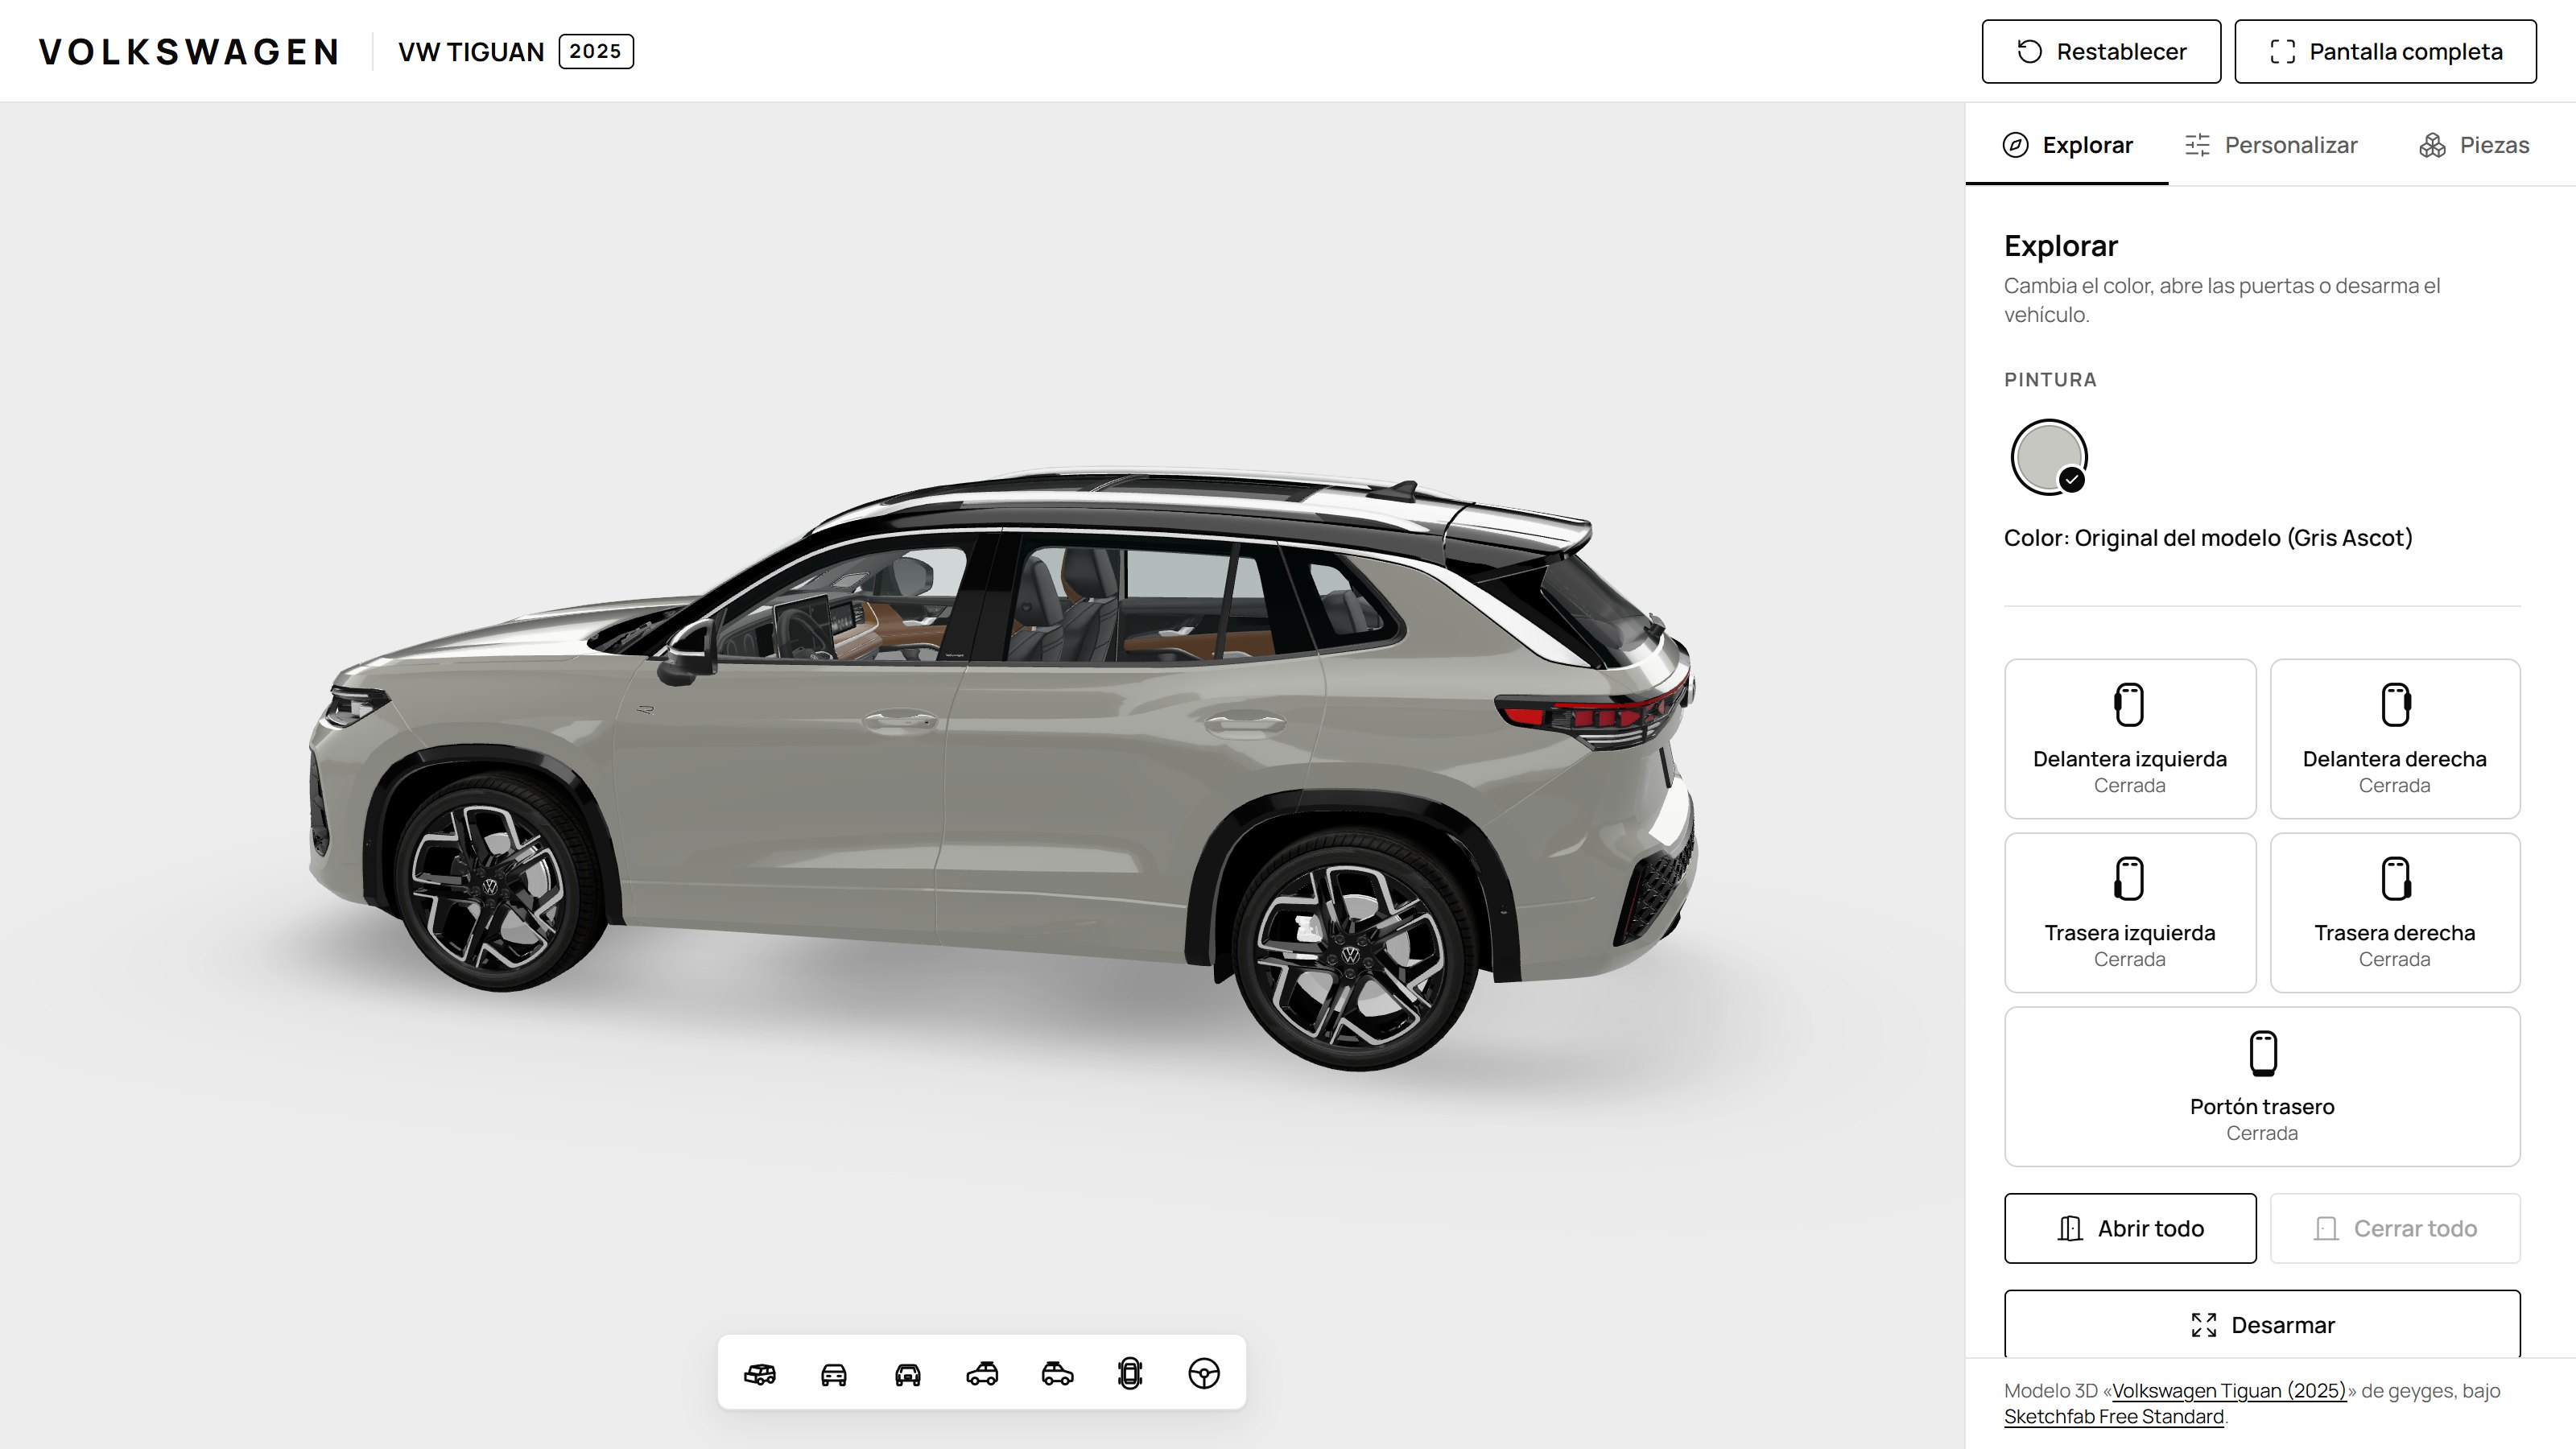 VOLKSWAGEN
VW TIGUAN
2025
Restablecer
Pantalla completa
Explorar
Personalizar
Piezas
Explorar
Cambia el color, abre las puertas o desarma el
vehículo.
PINTURA
Color: Original del modelo (Gris Ascot)
Delantera izquierda
Cerrada
Delantera derecha
Cerrada
Trasera izquierda
Cerrada
Trasera derecha
Cerrada
Portón trasero
Cerrada
Abrir todo
Cerrar todo
Desarmar
Modelo 3D «Volkswagen Tiguan (2025)» de geyges, bajo
Sketchfab Free Standard.